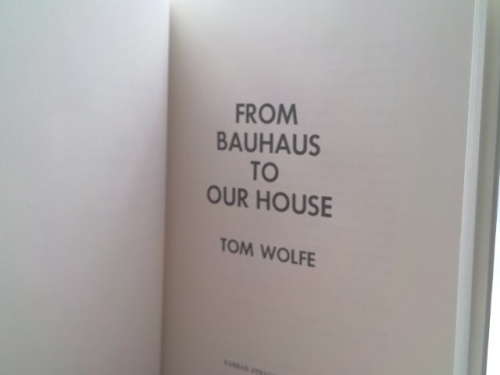 FROM
BAUHAUS
TO
OUR HOUSE
TOM WOLFE